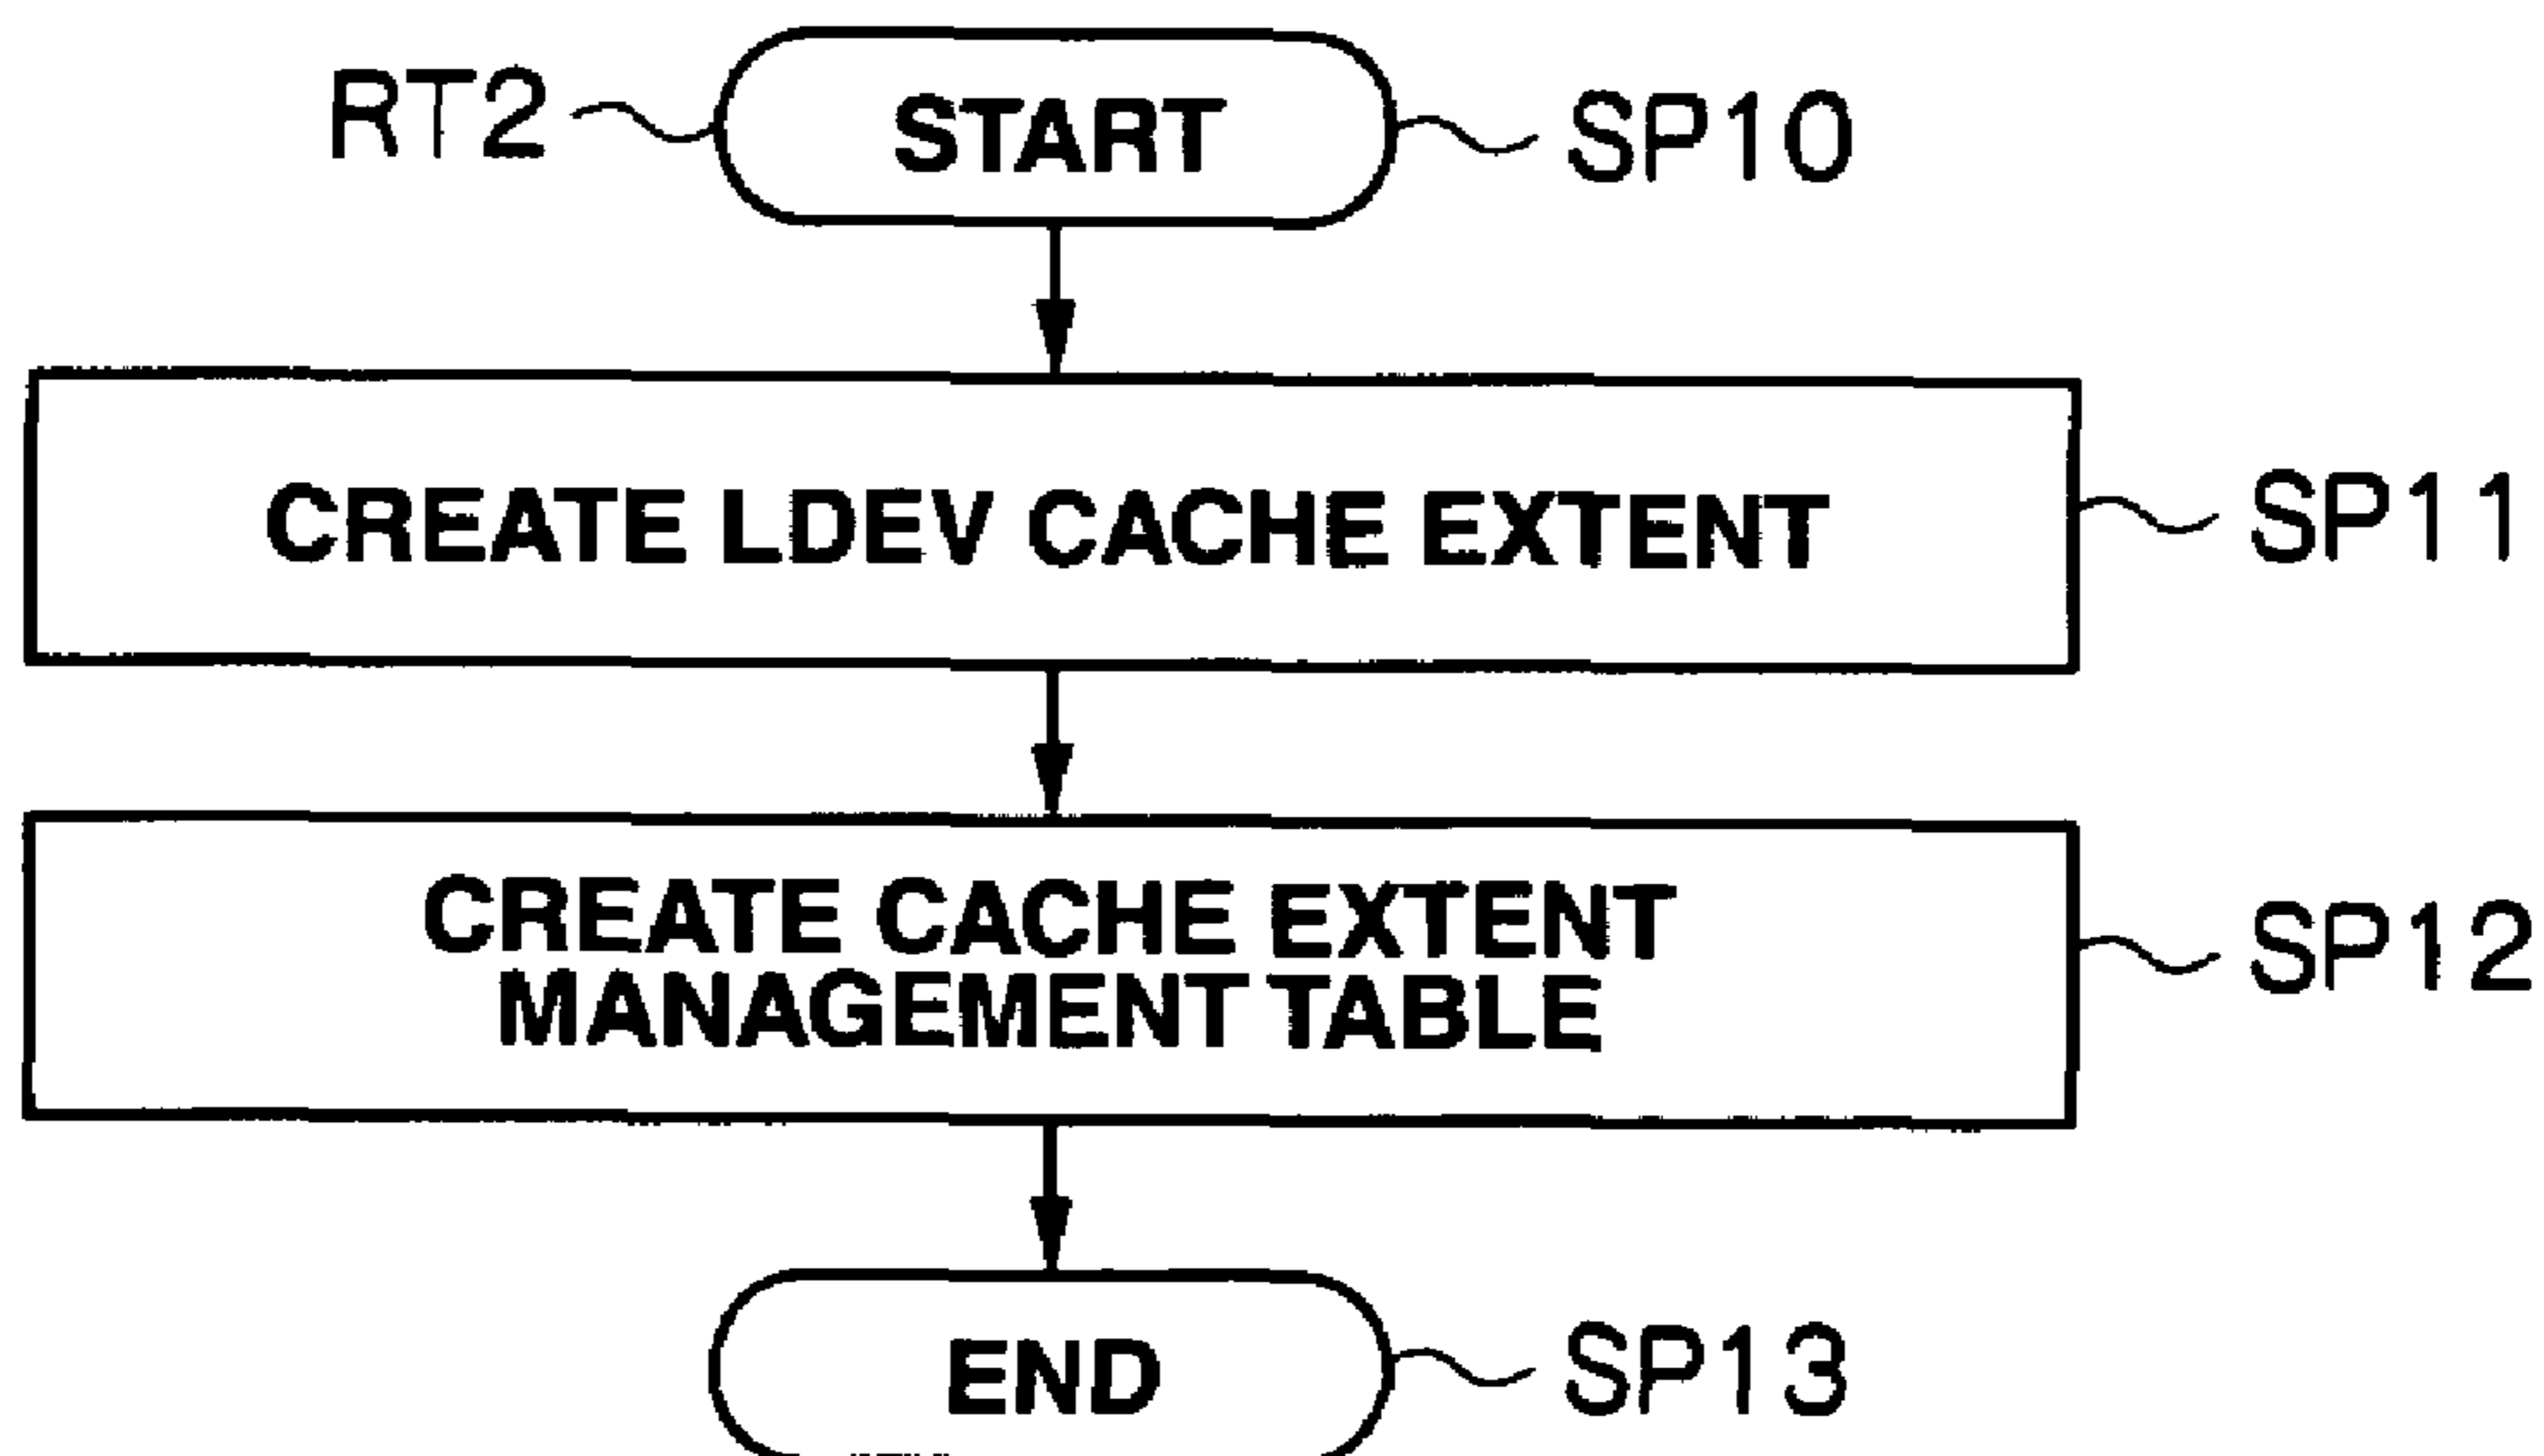 RT2 START SP10
CREATE LDEV CACHE EXTENT SP11
CREATE CACHE EXTENT
MANAGEMENT TABLE SP12
END SP13